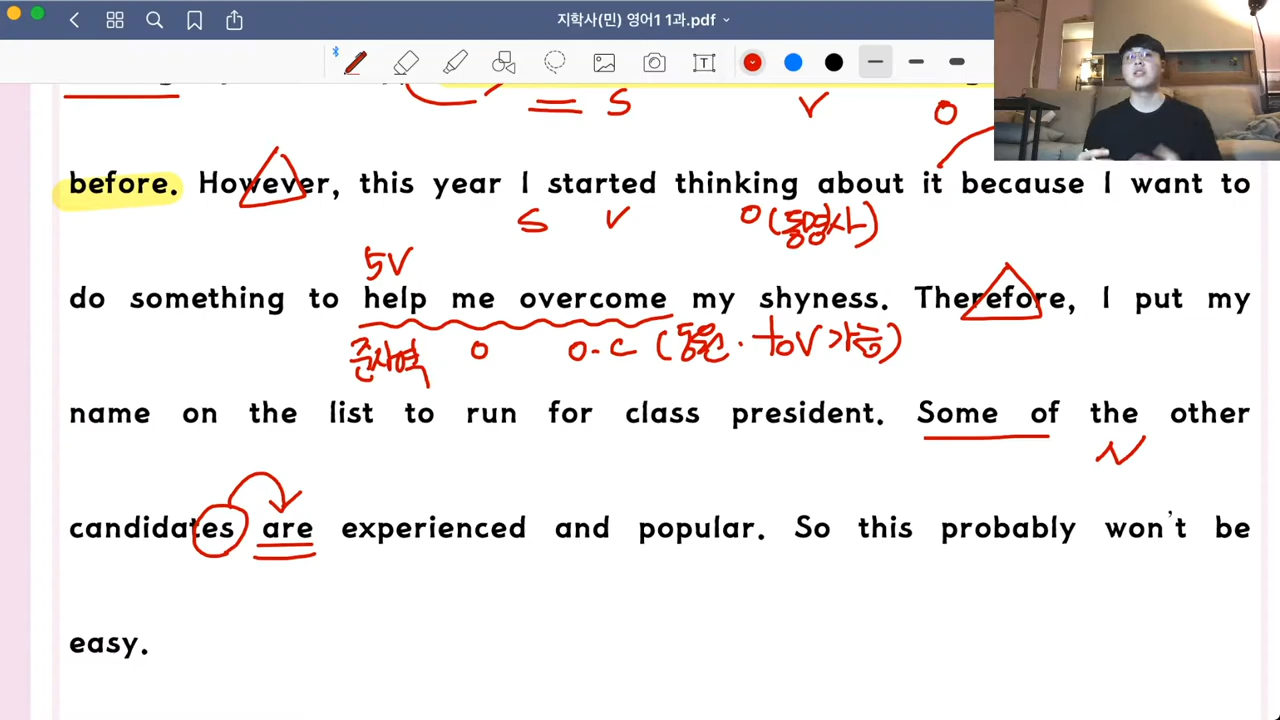 지학사(민) 영어1 1과.pdf
T
S V O
before. However, this year I started thinking about it because I want to
S V O (동명사)
5V
do something to help me overcome my shyness. Therefore, I put my
준사역 O O.C (동원. toV 가능)
name on the list to run for class president. Some of the other
N
candidates are experienced and popular. So this probably won't be
easy.